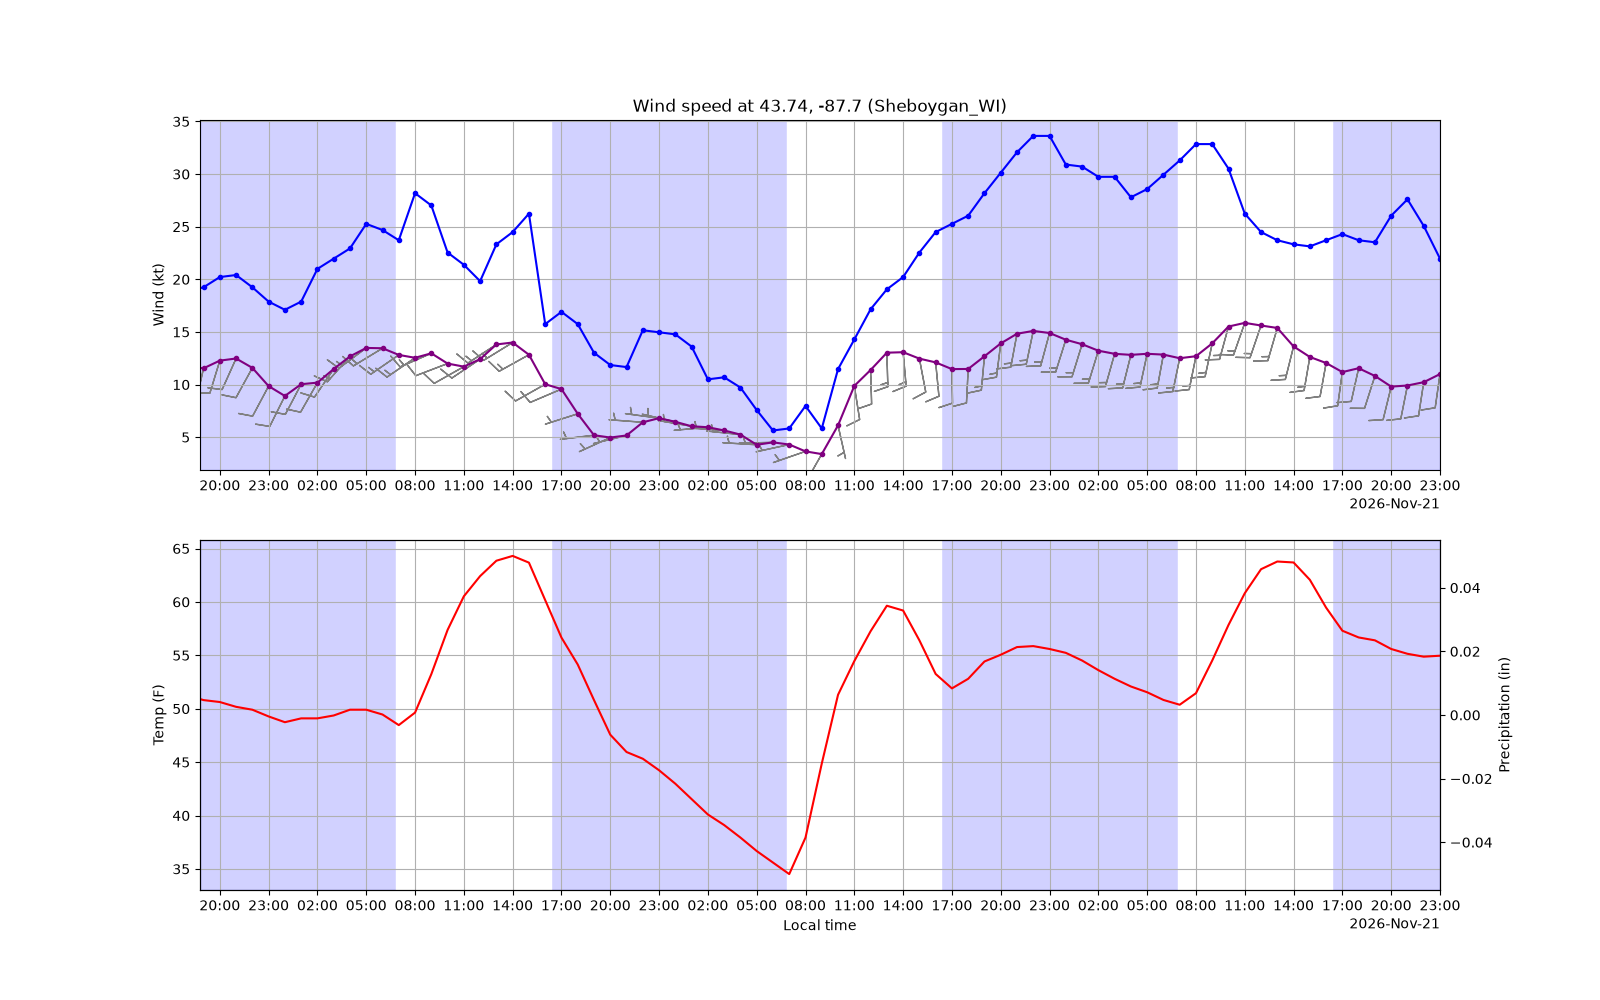 Wind speed at 43.74, -87.7 (Sheboygan_WI)
35
30
25
20
15
10
5
Wind (kt)
20:00 23:00 02:00 05:00 08:00 11:00 14:00 17:00 20:00 23:00 02:00 05:00 08:00 11:00 14:00 17:00 20:00 23:00 02:00 05:00 08:00 11:00 14:00 17:00 20:00 23:00
2026-Nov-21
65
60
55
50
45
40
35
Temp (F)
0.04
0.02
0.00
−0.02
−0.04
Precipitation (in)
20:00 23:00 02:00 05:00 08:00 11:00 14:00 17:00 20:00 23:00 02:00 05:00 08:00 11:00 14:00 17:00 20:00 23:00 02:00 05:00 08:00 11:00 14:00 17:00 20:00 23:00
Local time
2026-Nov-21